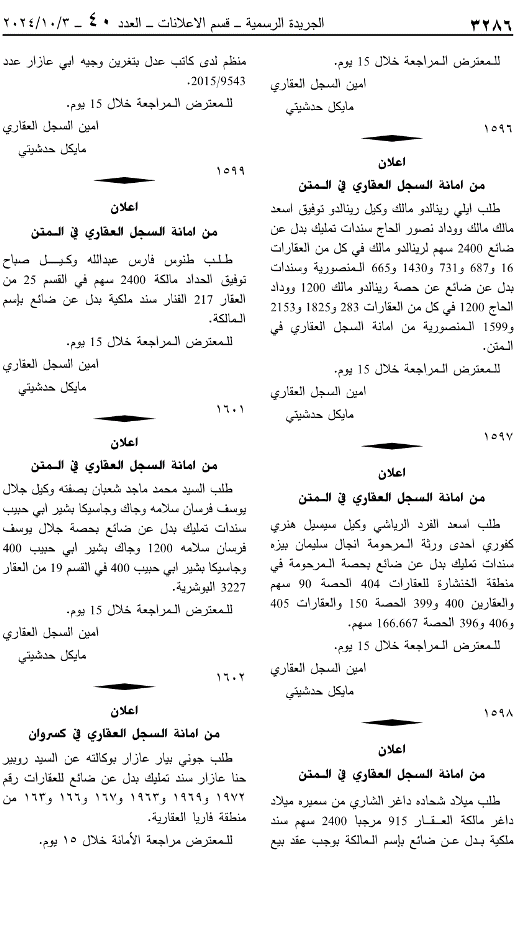 ٣٢٨٦
الجريدة الرسمية ــ قسم الاعلانات ــ العدد ٤٠ ــ ٢٠٢٤/١٠/٣
للمعترض المراجعة خلال 15 يوم.
امين السجل العقاري
مايكل حدشيتي
١٥٩٦
اعلان
من امانة السجل العقاري في المتن
طلب ايلي رينالدو مالك وكيل رينالدو توفيق اسعد
مالك مالك ووداد نصور الحاج سندات تمليك بدل عن
ضائع 2400 سهم لرينالدو مالك في كل من العقارات
16 و687 و731 و1430 و665 المنصورية وسندات
بدل عن ضائع عن حصة رينالدو مالك 1200 ووداد
الحاج 1200 في كل من العقارات 283 و1825 و2153
و1599 المنصورية من امانة السجل العقاري في
المتن.
للمعترض المراجعة خلال 15 يوم.
امين السجل العقاري
مايكل حدشيتي
١٥٩٧
اعلان
من امانة السجل العقاري في المتن
طلب اسعد الفرد الرياشي وكيل سيسيل هنري
كفوري احدى ورثة المرحومة انجال سليمان بيزه
سندات تمليك بدل عن ضائع بحصة المرحومة في
منطقة الخنشارة للعقارات 404 الحصة 90 سهم
والعقارين 400 و399 الحصة 150 والعقارات 405
و406 و396 الحصة 166.667 سهم.
للمعترض المراجعة خلال 15 يوم.
امين السجل العقاري
مايكل حدشيتي
١٥٩٨
اعلان
من امانة السجل العقاري في المتن
طلب ميلاد شحاده داغر الشاري من سميره ميلاد
داغر مالكة العـقــار 915 مرجبا 2400 سهم سند
ملكية بـدل عـن ضائع بإسم المالكة بوجب عقد بيع
منظم لدى كاتب عدل بتغرين وجيه ابي عازار عدد
2015/9543.
للمعترض المراجعة خلال 15 يوم.
امين السجل العقاري
مايكل حدشيتي
١٥٩٩
اعلان
من امانة السجل العقاري في المتن
طـلـب طنوس فارس عبدالله وكـيــل صباح
توفيق الحداد مالكة 2400 سهم في القسم 25 من
العقار 217 الفنار سند ملكية بدل عن ضائع بإسم
المالكة.
للمعترض المراجعة خلال 15 يوم.
امين السجل العقاري
مايكل حدشيتي
١٦٠١
اعلان
من امانة السجل العقاري في المتن
طلب السيد محمد ماجد شعبان بصفته وكيل جلال
يوسف فرسان سلامه وجاك وجاسيكا بشير ابي حبيب
سندات تمليك بدل عن ضائع بحصة جلال يوسف
فرسان سلامه 1200 وجاك بشير ابي حبيب 400
وجاسيكا بشير ابي حبيب 400 في القسم 19 من العقار
3227 البوشرية.
للمعترض المراجعة خلال 15 يوم.
امين السجل العقاري
مايكل حدشيتي
١٦٠٢
اعلان
من امانة السجل العقاري في كسروان
طلب جوني بيار عازار بوكالته عن السيد روبير
حنا عازار سند تمليك بدل عن ضائع للعقارات رقم
١٩٧٢ و١٩٦٩ و١٩٦٣ و١٦٧ و١٦٦ و١٦٣ من
منطقة فاريا العقارية.
للمعترض مراجعة الأمانة خلال ١٥ يوم.